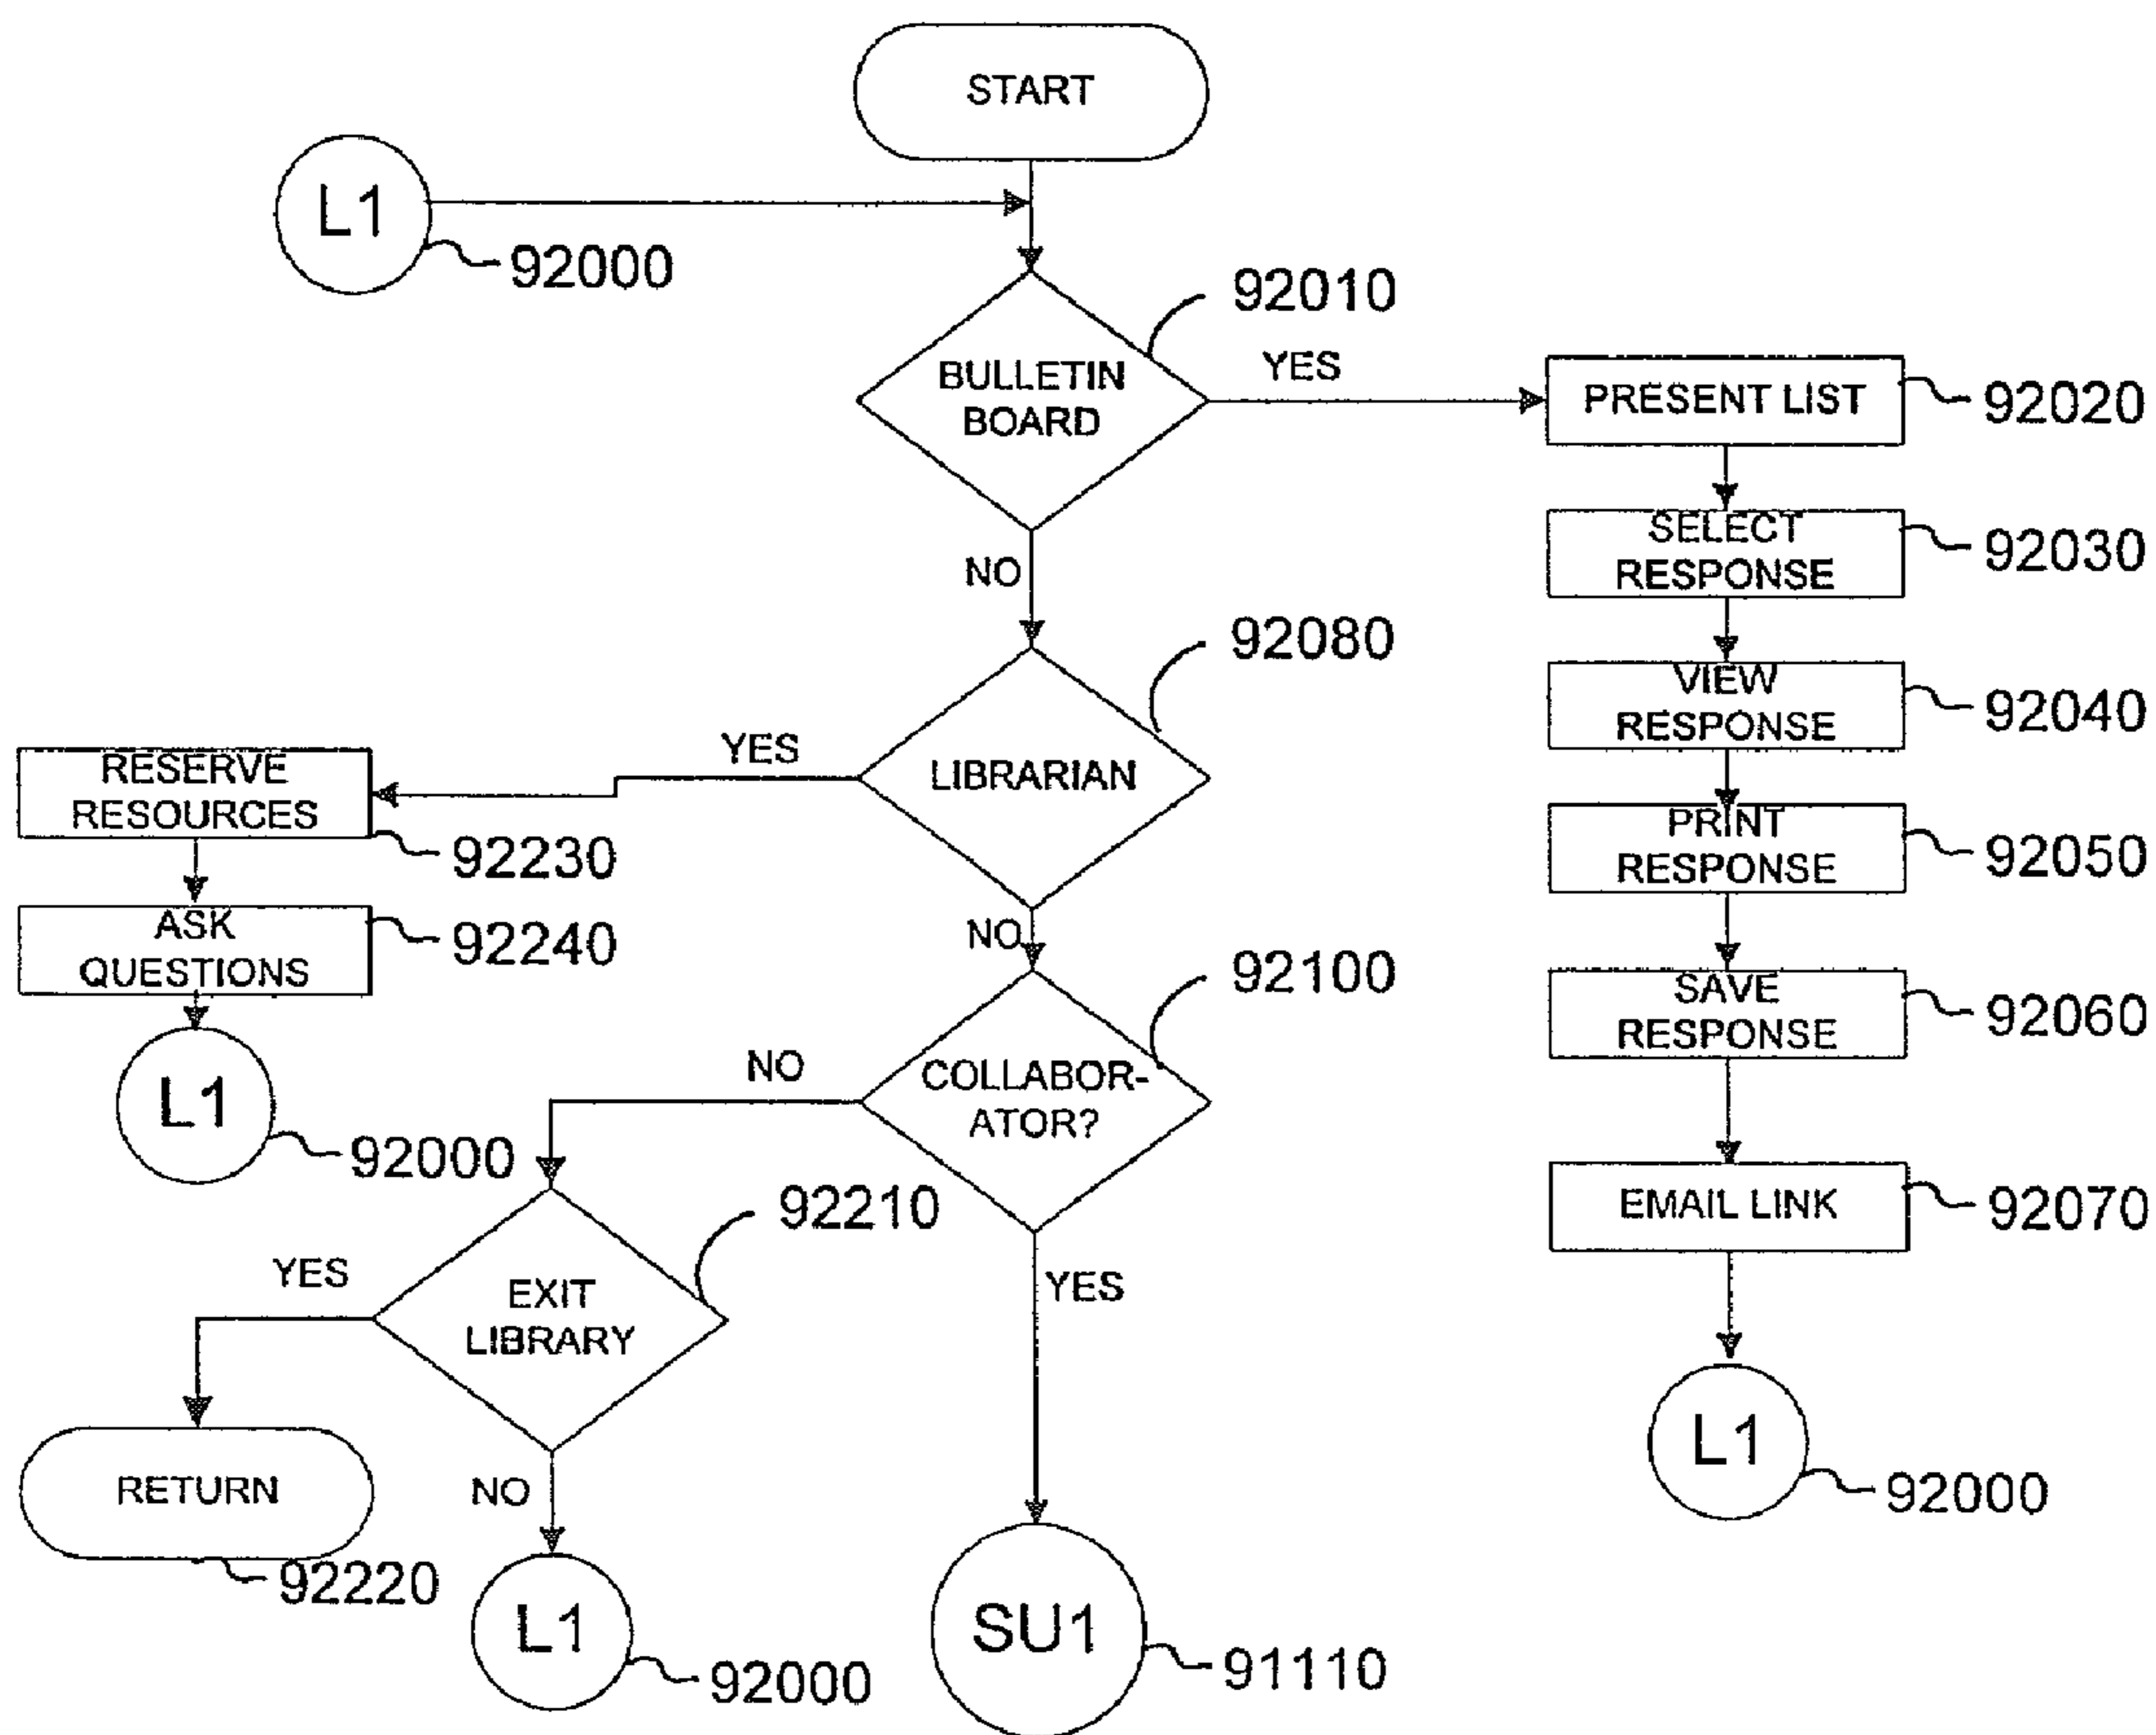 START
L1
92000
92010
BULLETIN
BOARD
YES
PRESENT LIST
92020
SELECT
RESPONSE
92030
NO
92080
VIEW
RESPONSE
92040
LIBRARIAN
YES
RESERVE
RESOURCES
92230
PRINT
RESPONSE
92050
ASK
QUESTIONS
92240
NO
92100
SAVE
RESPONSE
92060
L1
92000
NO
COLLABOR-
ATOR?
92210
EMAIL LINK
92070
YES
EXIT
LIBRARY
YES
L1
92000
RETURN
92220
NO
L1
92000
SU1
91110